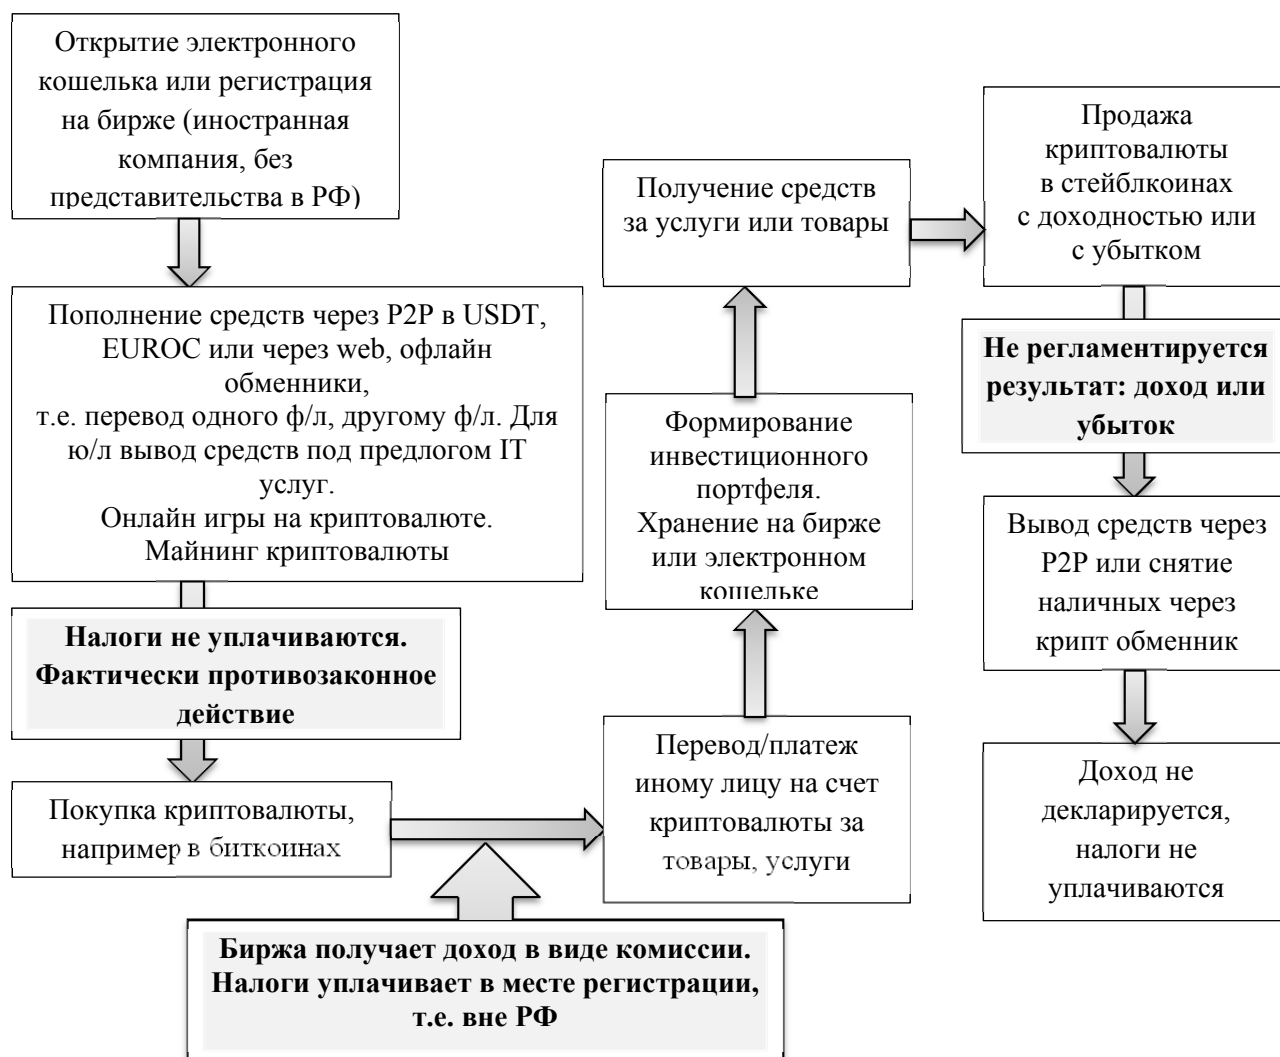 Открытие электронного
кошелька или регистрация
на бирже (иностранная
компания, без
представительства в РФ)
Пополнение средств через P2P в USDT,
EUROC или через web, офлайн
обменники,
т.е. перевод одного ф/л, другому ф/л. Для
ю/л вывод средств под предлогом IT
услуг.
Онлайн игры на криптовалюте.
Майнинг криптовалюты
Налоги не уплачиваются.
Фактически противозаконное
действие
Покупка криптовалюты,
например в биткоинах
Биржа получает доход в виде комиссии.
Налоги уплачивает в месте регистрации,
т.е. вне РФ
Перевод/платеж
иному лицу на счет
криптовалюты за
товары, услуги
Формирование
инвестиционного
портфеля.
Хранение на бирже
или электронном
кошельке
Получение средств
за услуги или товары
Продажа
криптовалюты
в стейблкоинах
с доходностью или
с убытком
Не регламентируется
результат: доход или
убыток
Вывод средств через
P2P или снятие
наличных через
крипт обменник
Доход не
декларируется,
налоги не
уплачиваются